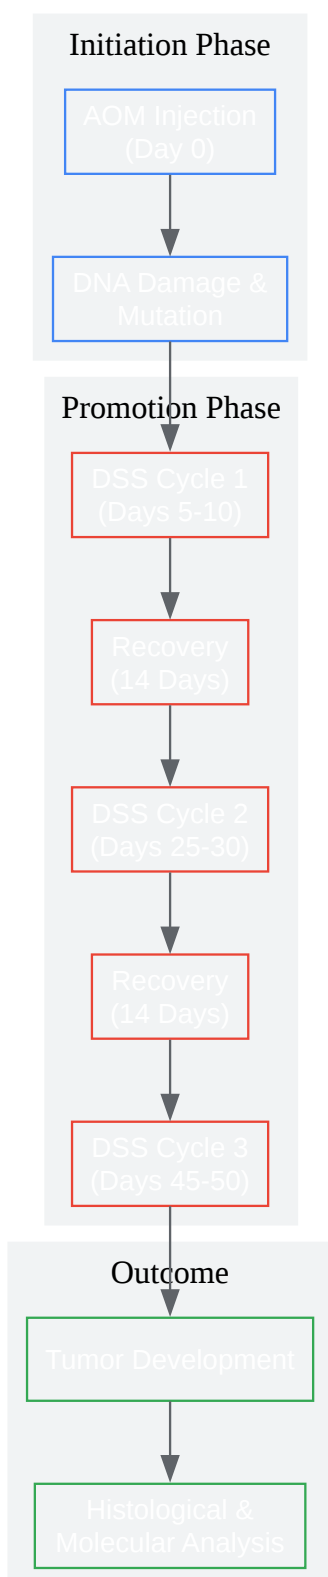 Initiation Phase
AOM Injection
(Day 0)
DNA Damage &
Mutation
Promotion Phase
DSS Cycle 1
(Days 5-10)
Recovery
(14 Days)
DSS Cycle 2
(Days 25-30)
Recovery
(14 Days)
DSS Cycle 3
(Days 45-50)
Outcome
Tumor Development
Histological &
Molecular Analysis